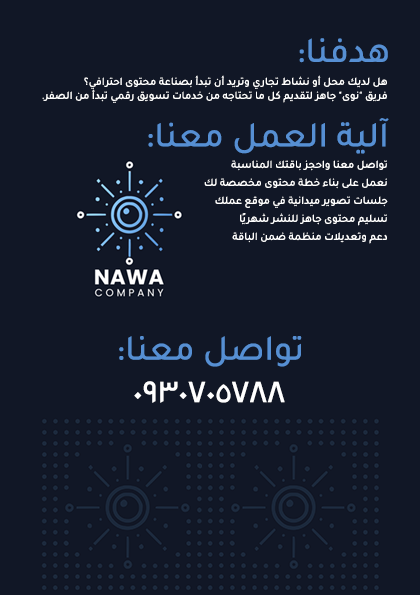 هدفنا:
هل لديك محل أو نشاط تجاري وتريد أن تبدأ بصناعة محتوى احترافي؟
فريق "نوى" جاهز لتقديم كل ما تحتاجه من خدمات تسويق رقمي تبدأ من الصفر.
آلية العمل معنا:
تواصل معنا واحجز باقتك المناسبة
نعمل على بناء خطة محتوى مخصصة لك
جلسات تصوير ميدانية في موقع عملك
تسليم محتوى جاهز للنشر شهريًا
دعم وتعديلات منظمة ضمن الباقة
NAWA
COMPANY
تواصل معنا:
٠٩٣٠٧٠٥٧٨٨